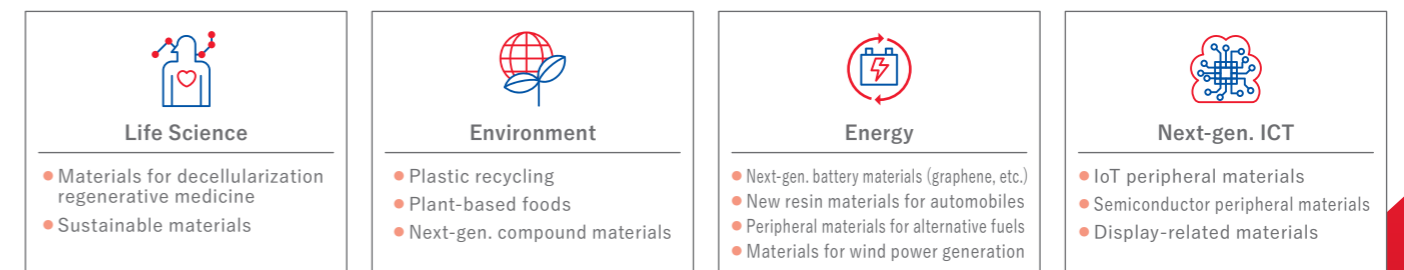 Life Science
● Materials for decellularization
regenerative medicine
● Sustainable materials
Environment
● Plastic recycling
● Plant-based foods
● Next-gen. compound materials
Energy
● Next-gen. battery materials (graphene, etc.)
● New resin materials for automobiles
● Peripheral materials for alternative fuels
● Materials for wind power generation
Next-gen. ICT
● IoT peripheral materials
● Semiconductor peripheral materials
● Display-related materials